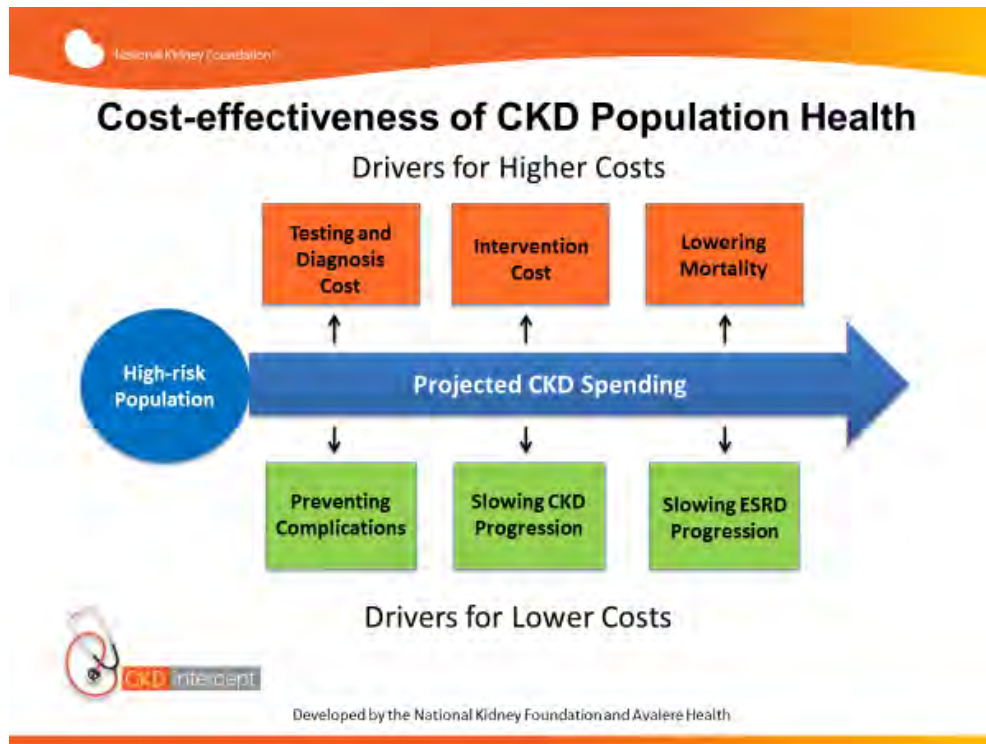 National Kidney Foundation®
Cost-effectiveness of CKD Population Health
Drivers for Higher Costs
Testing and
Diagnosis
Cost
Intervention
Cost
Lowering
Mortality
High-risk
Population
Projected CKD Spending
Preventing
Complications
Slowing CKD
Progression
Slowing ESRD
Progression
Drivers for Lower Costs
CKD intercept
Developed by the National Kidney Foundation and Avalere Health